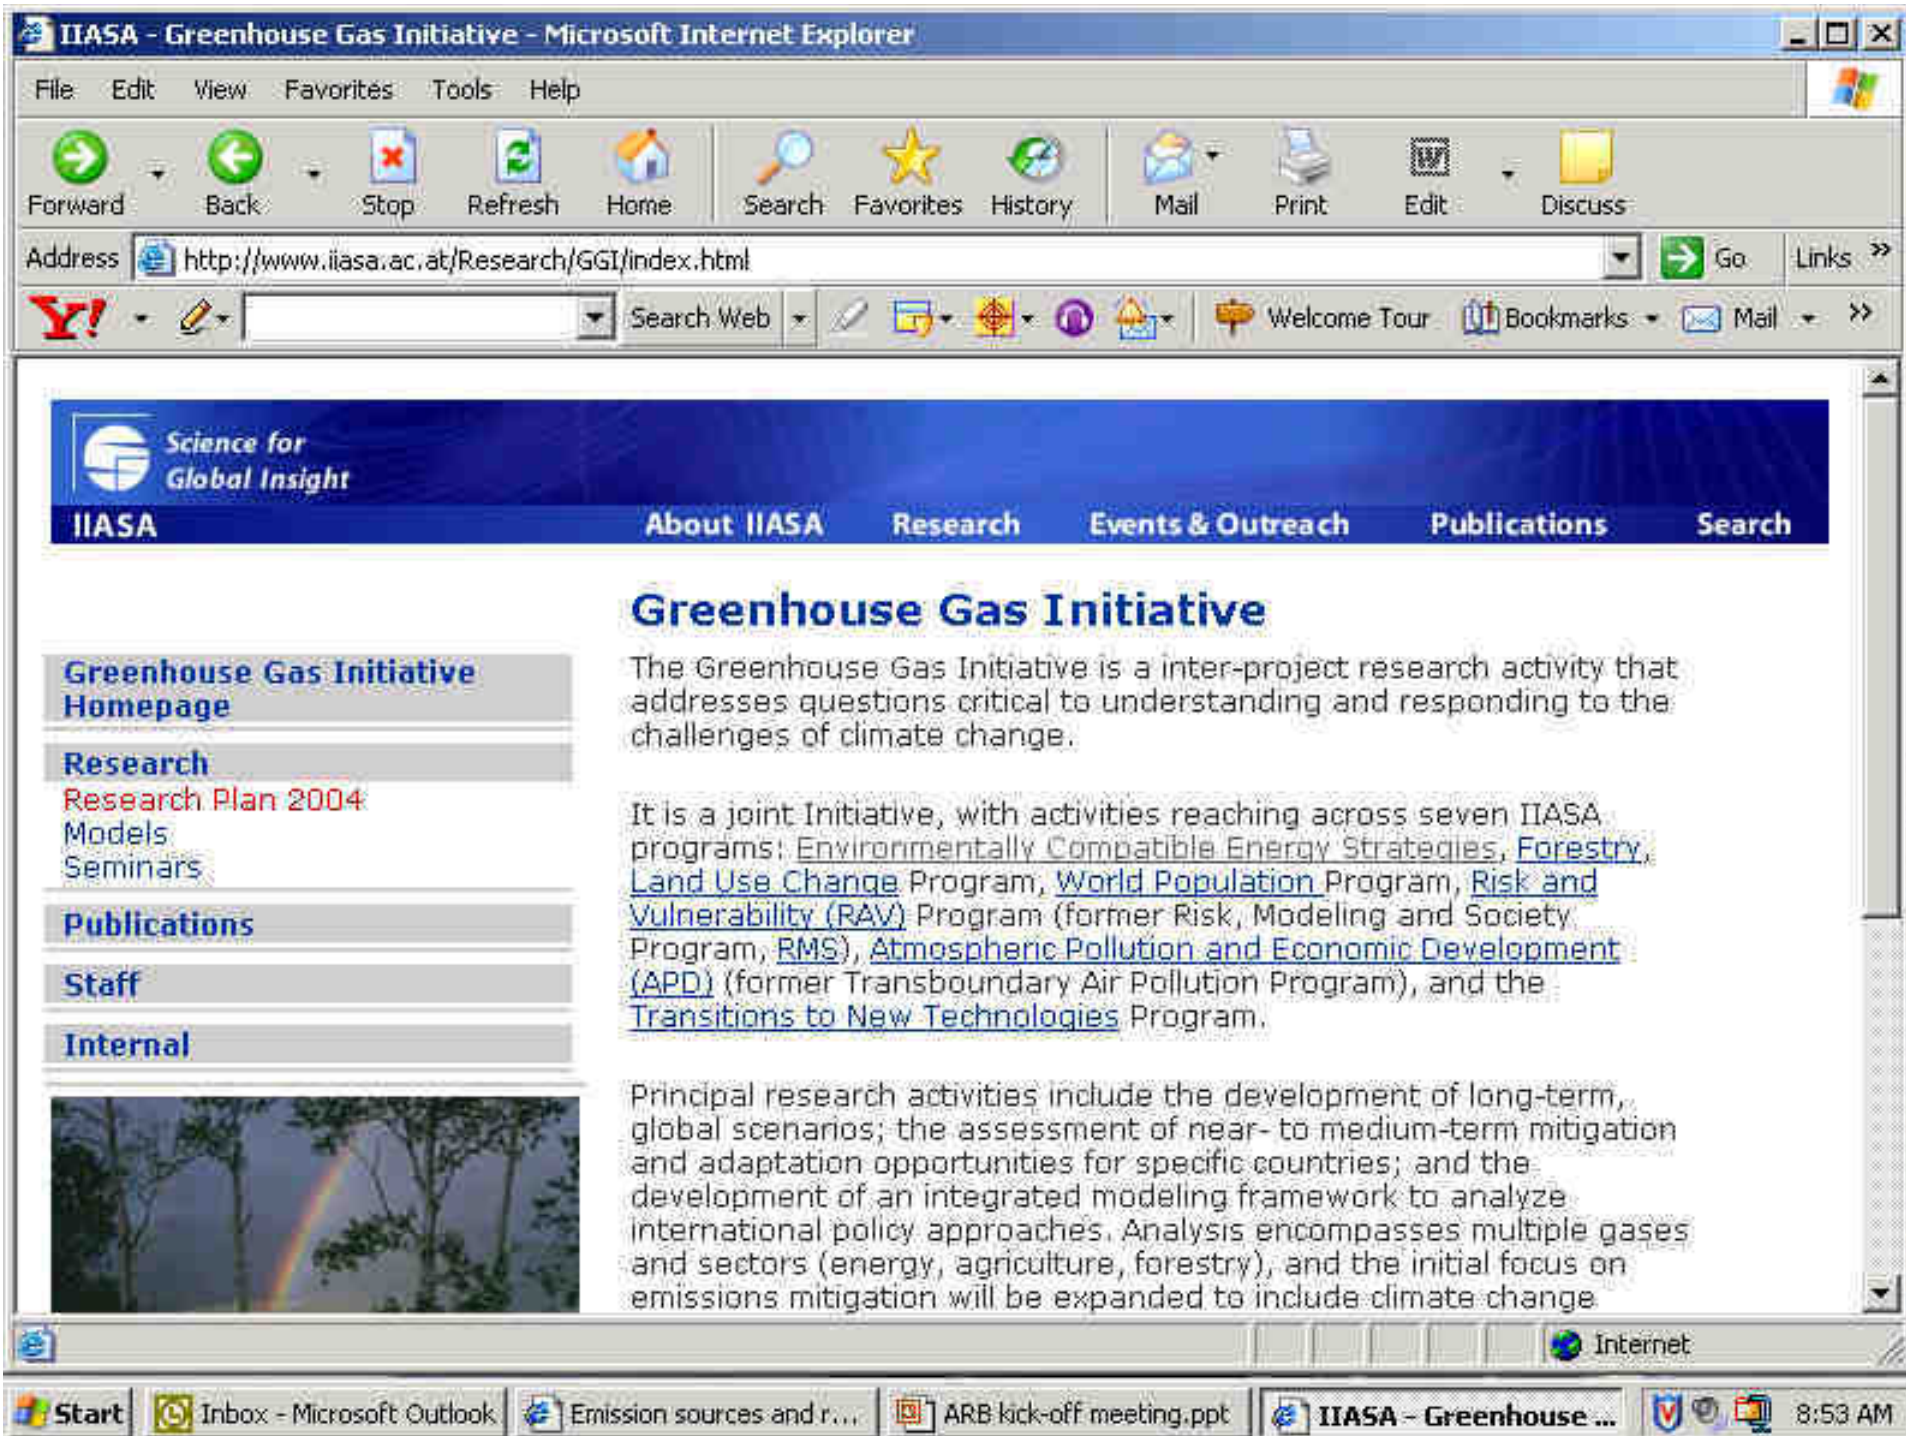 IIASA - Greenhouse Gas Initiative - Microsoft Internet Explorer
File Edit View Favorites Tools Help
Forward Back Stop Refresh Home Search Favorites History Mail Print Edit Discuss
Address http://www.iiasa.ac.at/Research/GGI/index.html Go Links »
Y! Search Web Welcome Tour Bookmarks Mail »
Science for
Global Insight
IIASA About IIASA Research Events & Outreach Publications Search
Greenhouse Gas Initiative
Homepage
Research
Research Plan 2004
Models
Seminars
Publications
Staff
Internal
Greenhouse Gas Initiative
The Greenhouse Gas Initiative is a inter-project research activity that
addresses questions critical to understanding and responding to the
challenges of climate change.
It is a joint Initiative, with activities reaching across seven IIASA
programs: Environmentally Compatible Energy Strategies, Forestry,
Land Use Change Program, World Population Program, Risk and
Vulnerability (RAV) Program (former Risk, Modeling and Society
Program, RMS), Atmospheric Pollution and Economic Development
(APD) (former Transboundary Air Pollution Program), and the
Transitions to New Technologies Program.
Principal research activities include the development of long-term,
global scenarios; the assessment of near- to medium-term mitigation
and adaptation opportunities for specific countries; and the
development of an integrated modeling framework to analyze
international policy approaches. Analysis encompasses multiple gases
and sectors (energy, agriculture, forestry), and the initial focus on
emissions mitigation will be expanded to include climate change
Internet
Start Inbox - Microsoft Outlook Emission sources and r... ARB kick-off meeting.ppt IIASA - Greenhouse ... 8:53 AM